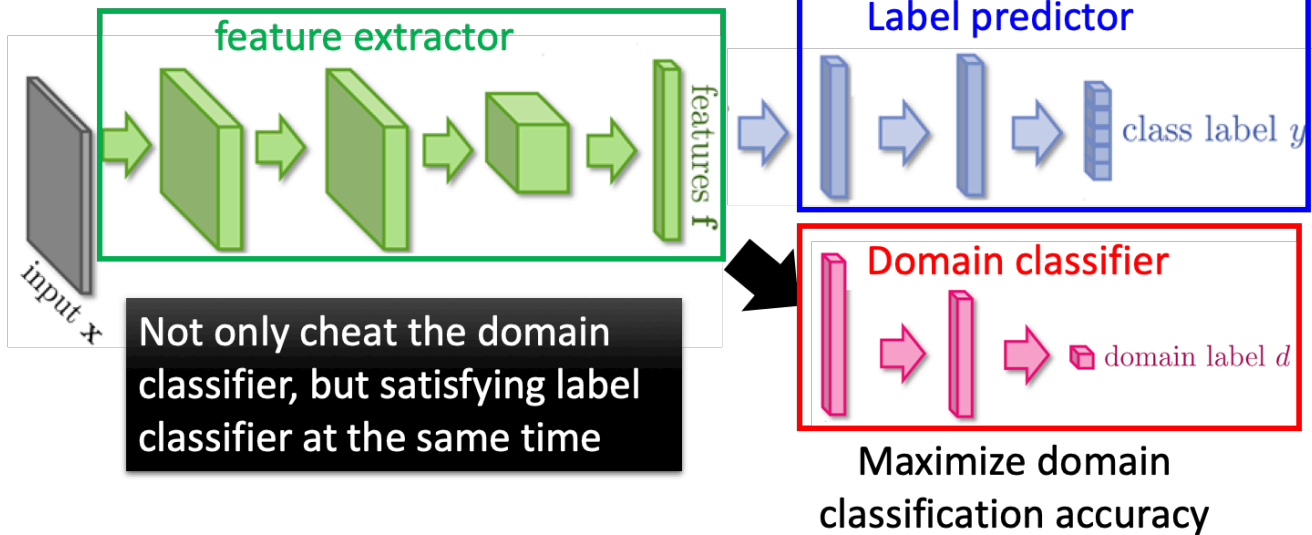 feature extractor
Label predictor
input x
features f
class label y
Domain classifier
domain label d
Not only cheat the domain
classifier, but satisfying label
classifier at the same time
Maximize domain
classification accuracy